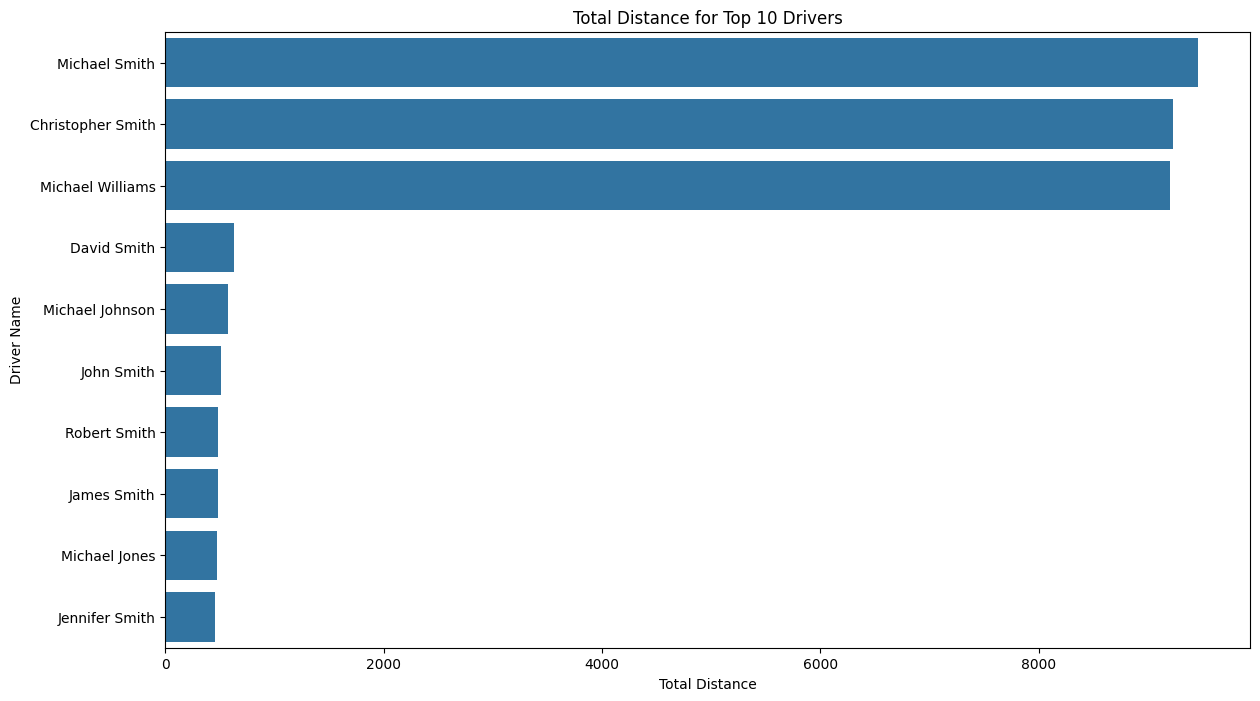 Total Distance for Top 10 Drivers
Driver Name
Michael Smith
Christopher Smith
Michael Williams
David Smith
Michael Johnson
John Smith
Robert Smith
James Smith
Michael Jones
Jennifer Smith
0 2000 4000 6000 8000
Total Distance